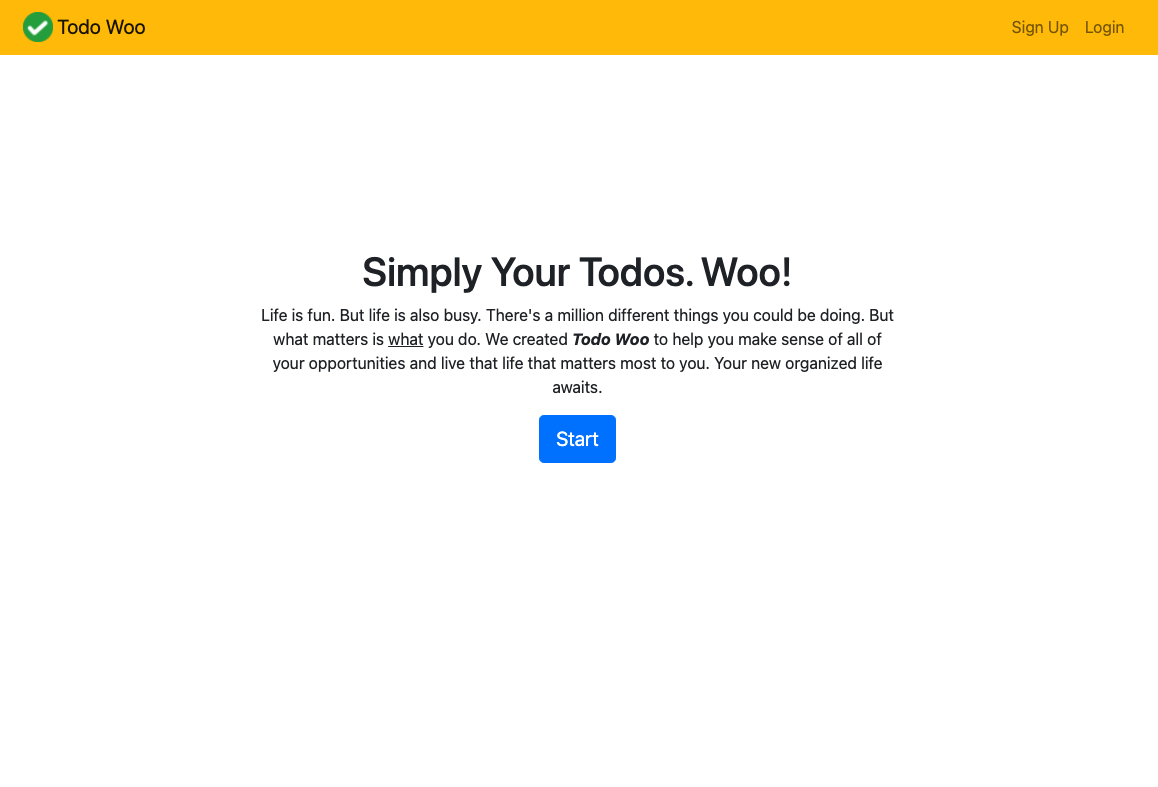 Todo Woo
Sign Up
Login
Simply Your Todos. Woo!
Life is fun. But life is also busy. There's a million different things you could be doing. But
what matters is what you do. We created Todo Woo to help you make sense of all of
your opportunities and live that life that matters most to you. Your new organized life
awaits.
Start